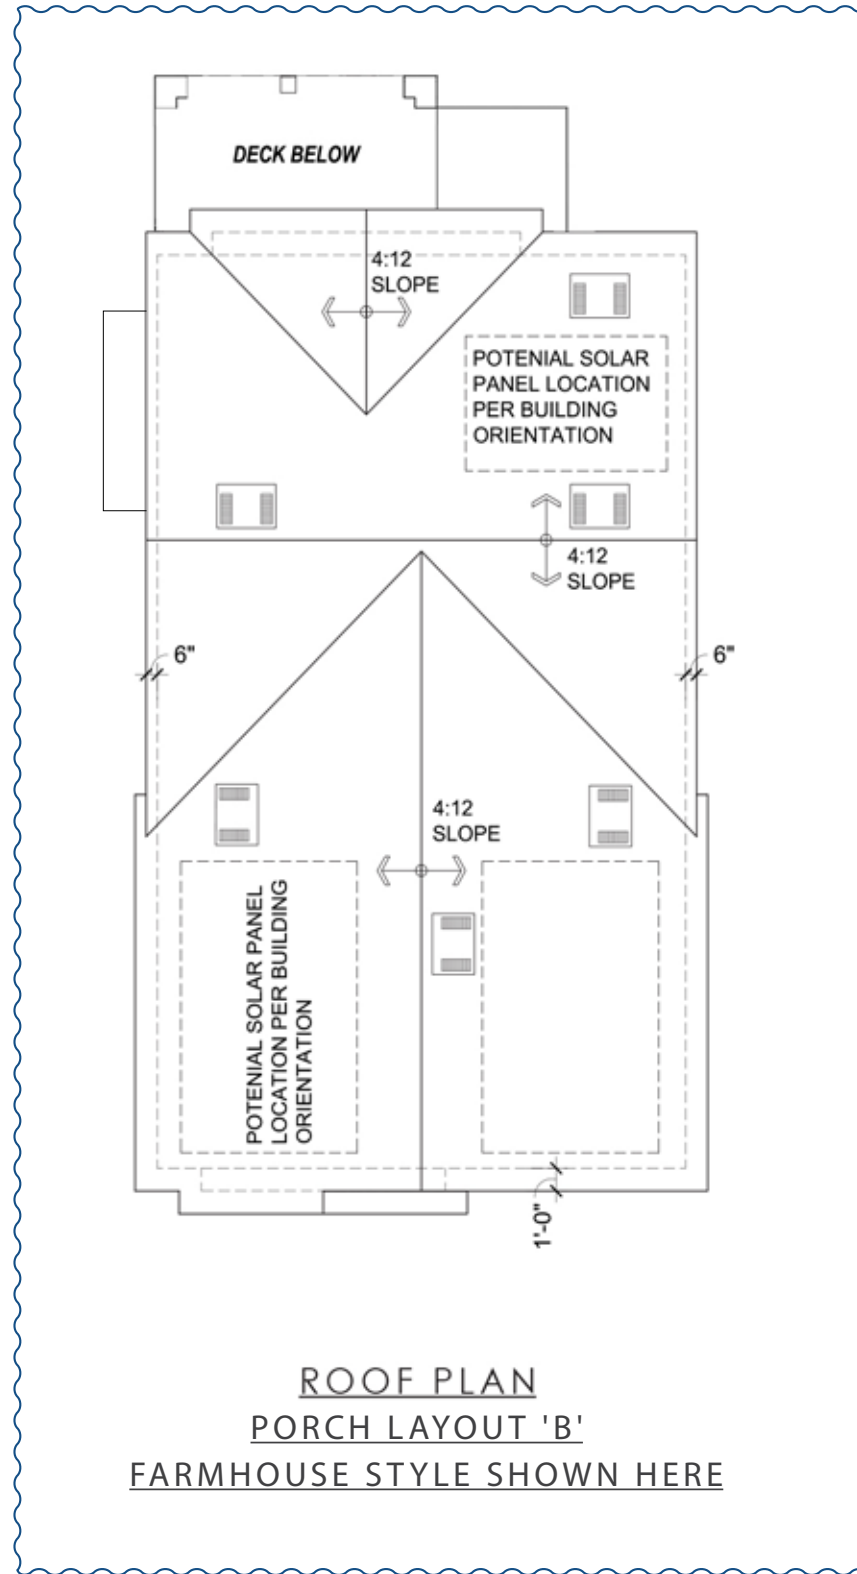 DECK BELOW
4:12
SLOPE
POTENIAL SOLAR
PANEL LOCATION
PER BUILDING
ORIENTATION
4:12
SLOPE
6"
6"
4:12
SLOPE
POTENIAL SOLAR PANEL
LOCATION PER BUILDING
ORIENTATION
1'-0"
ROOF PLAN
PORCH LAYOUT 'B'
FARMHOUSE STYLE SHOWN HERE